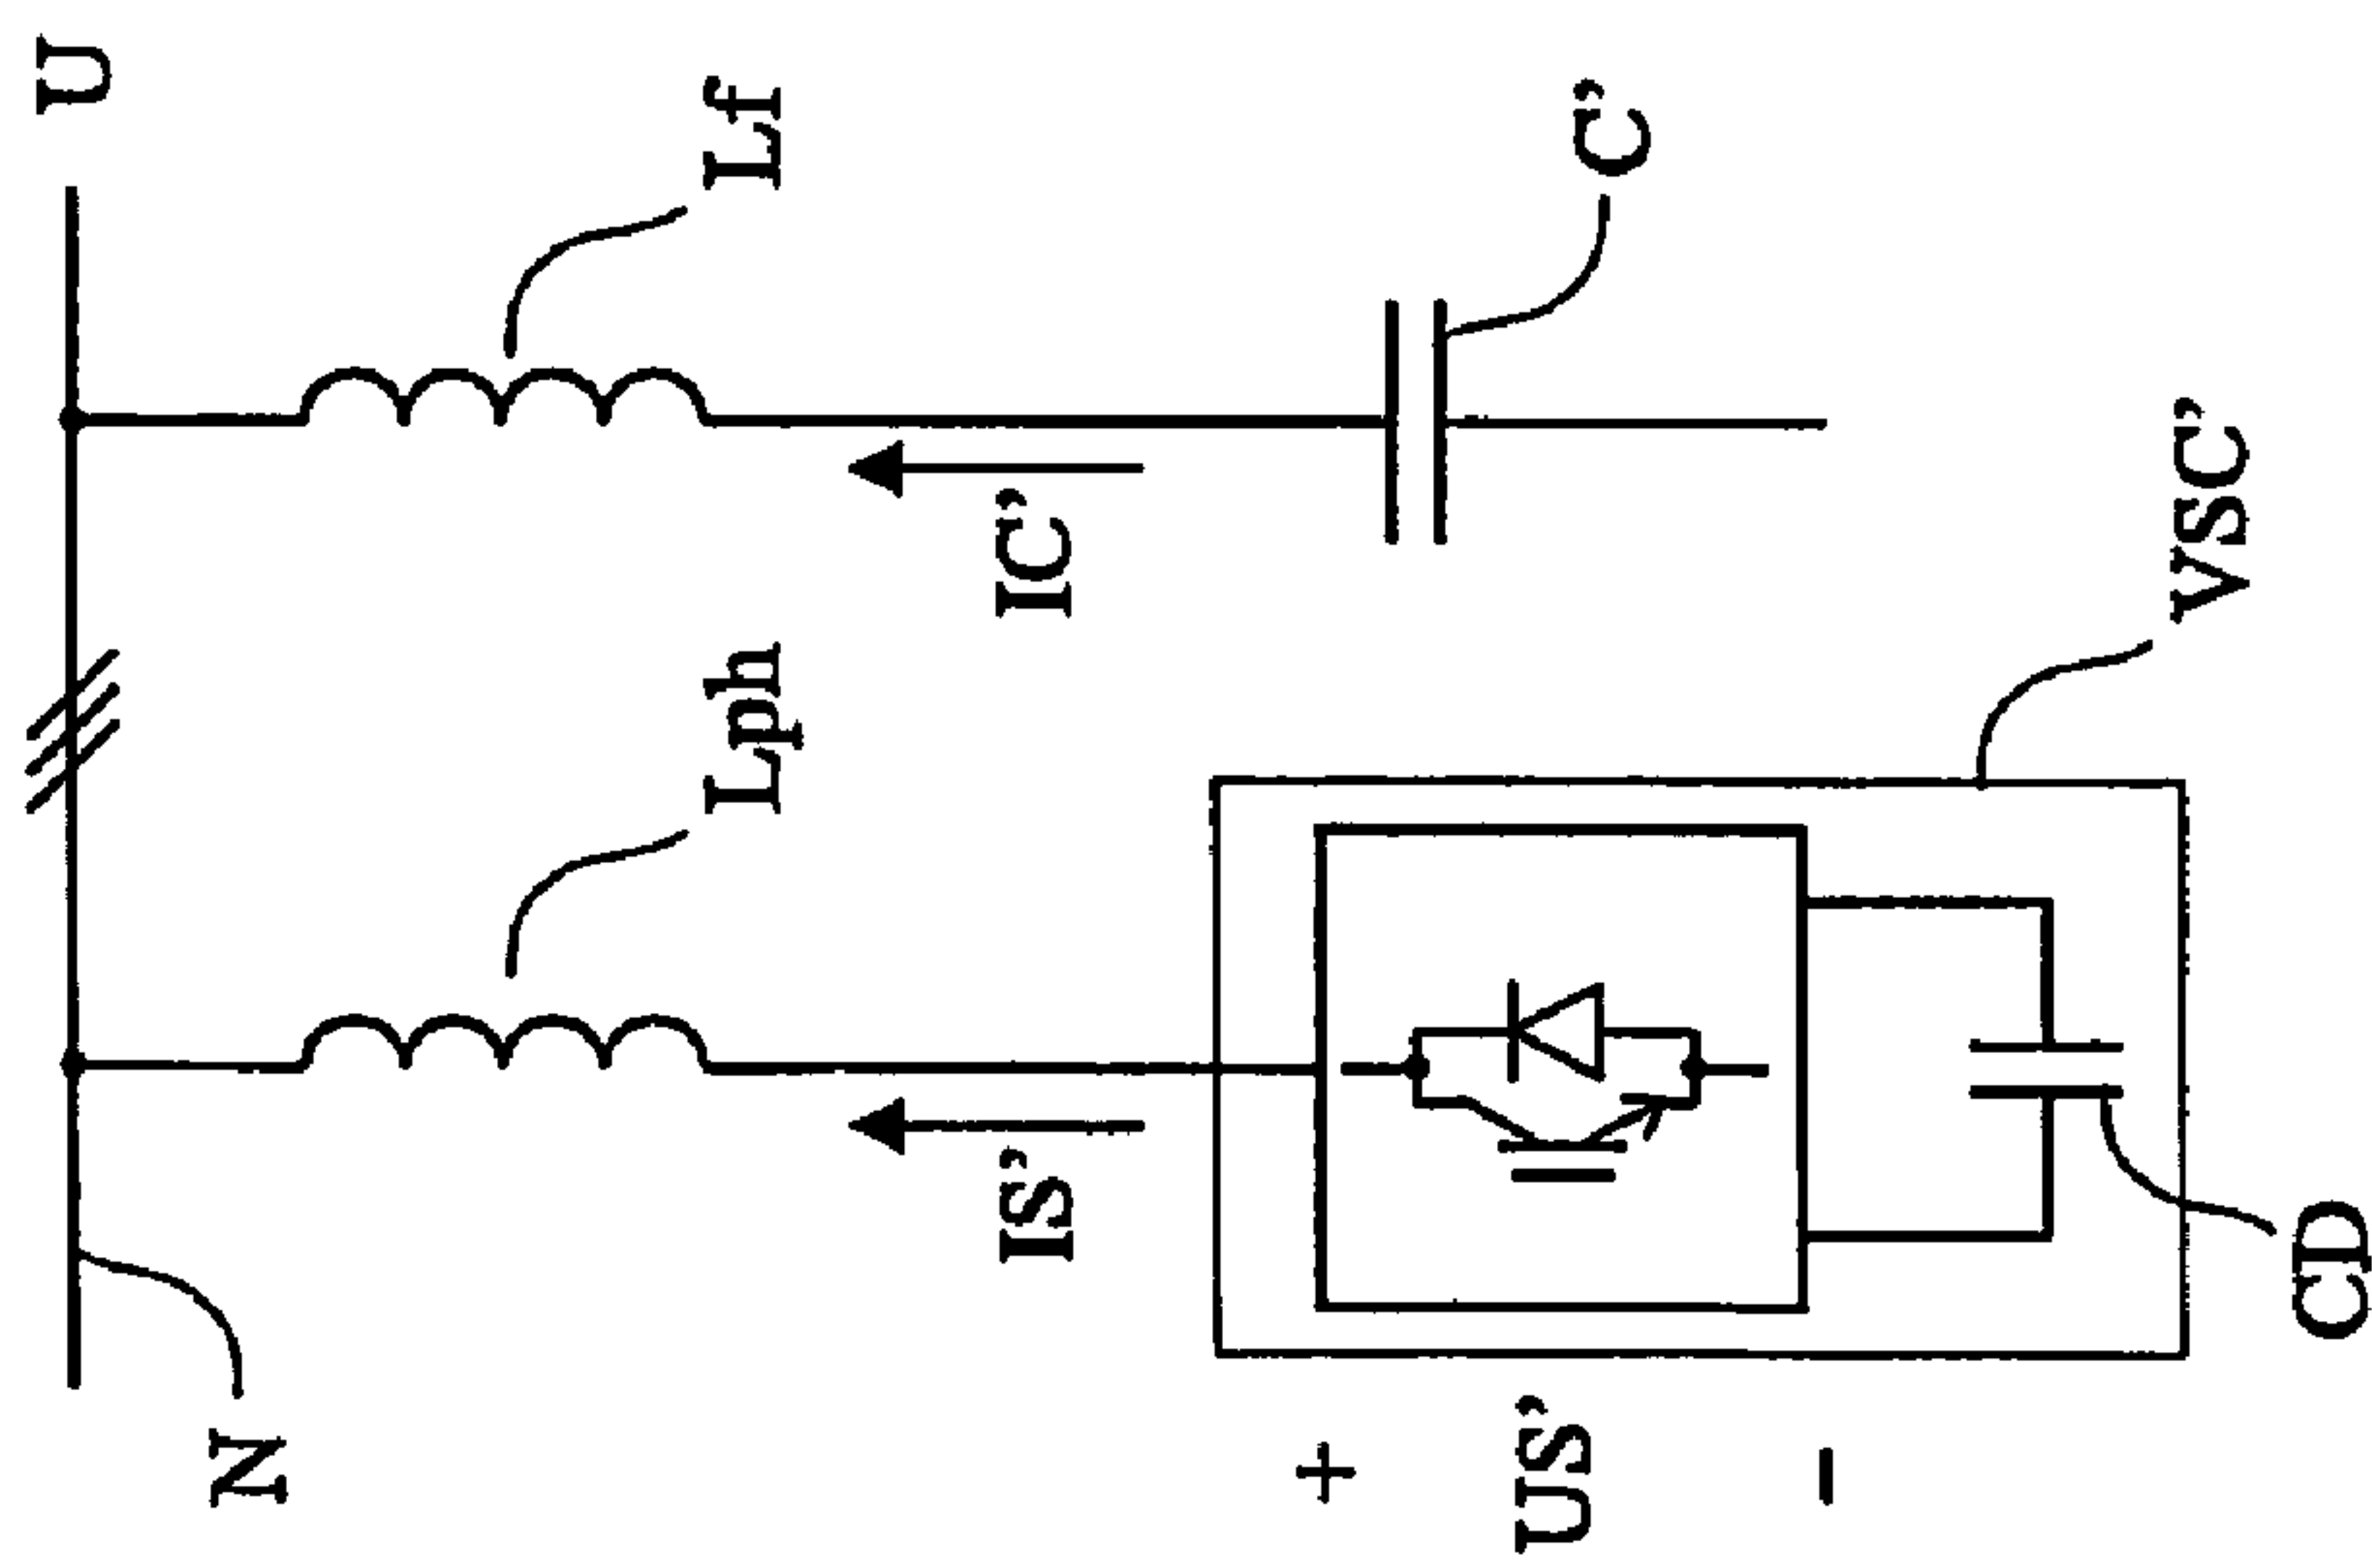 U
N
Lph
Lf
IS’
IC’
+
US’
C’
−
VSC’
CD